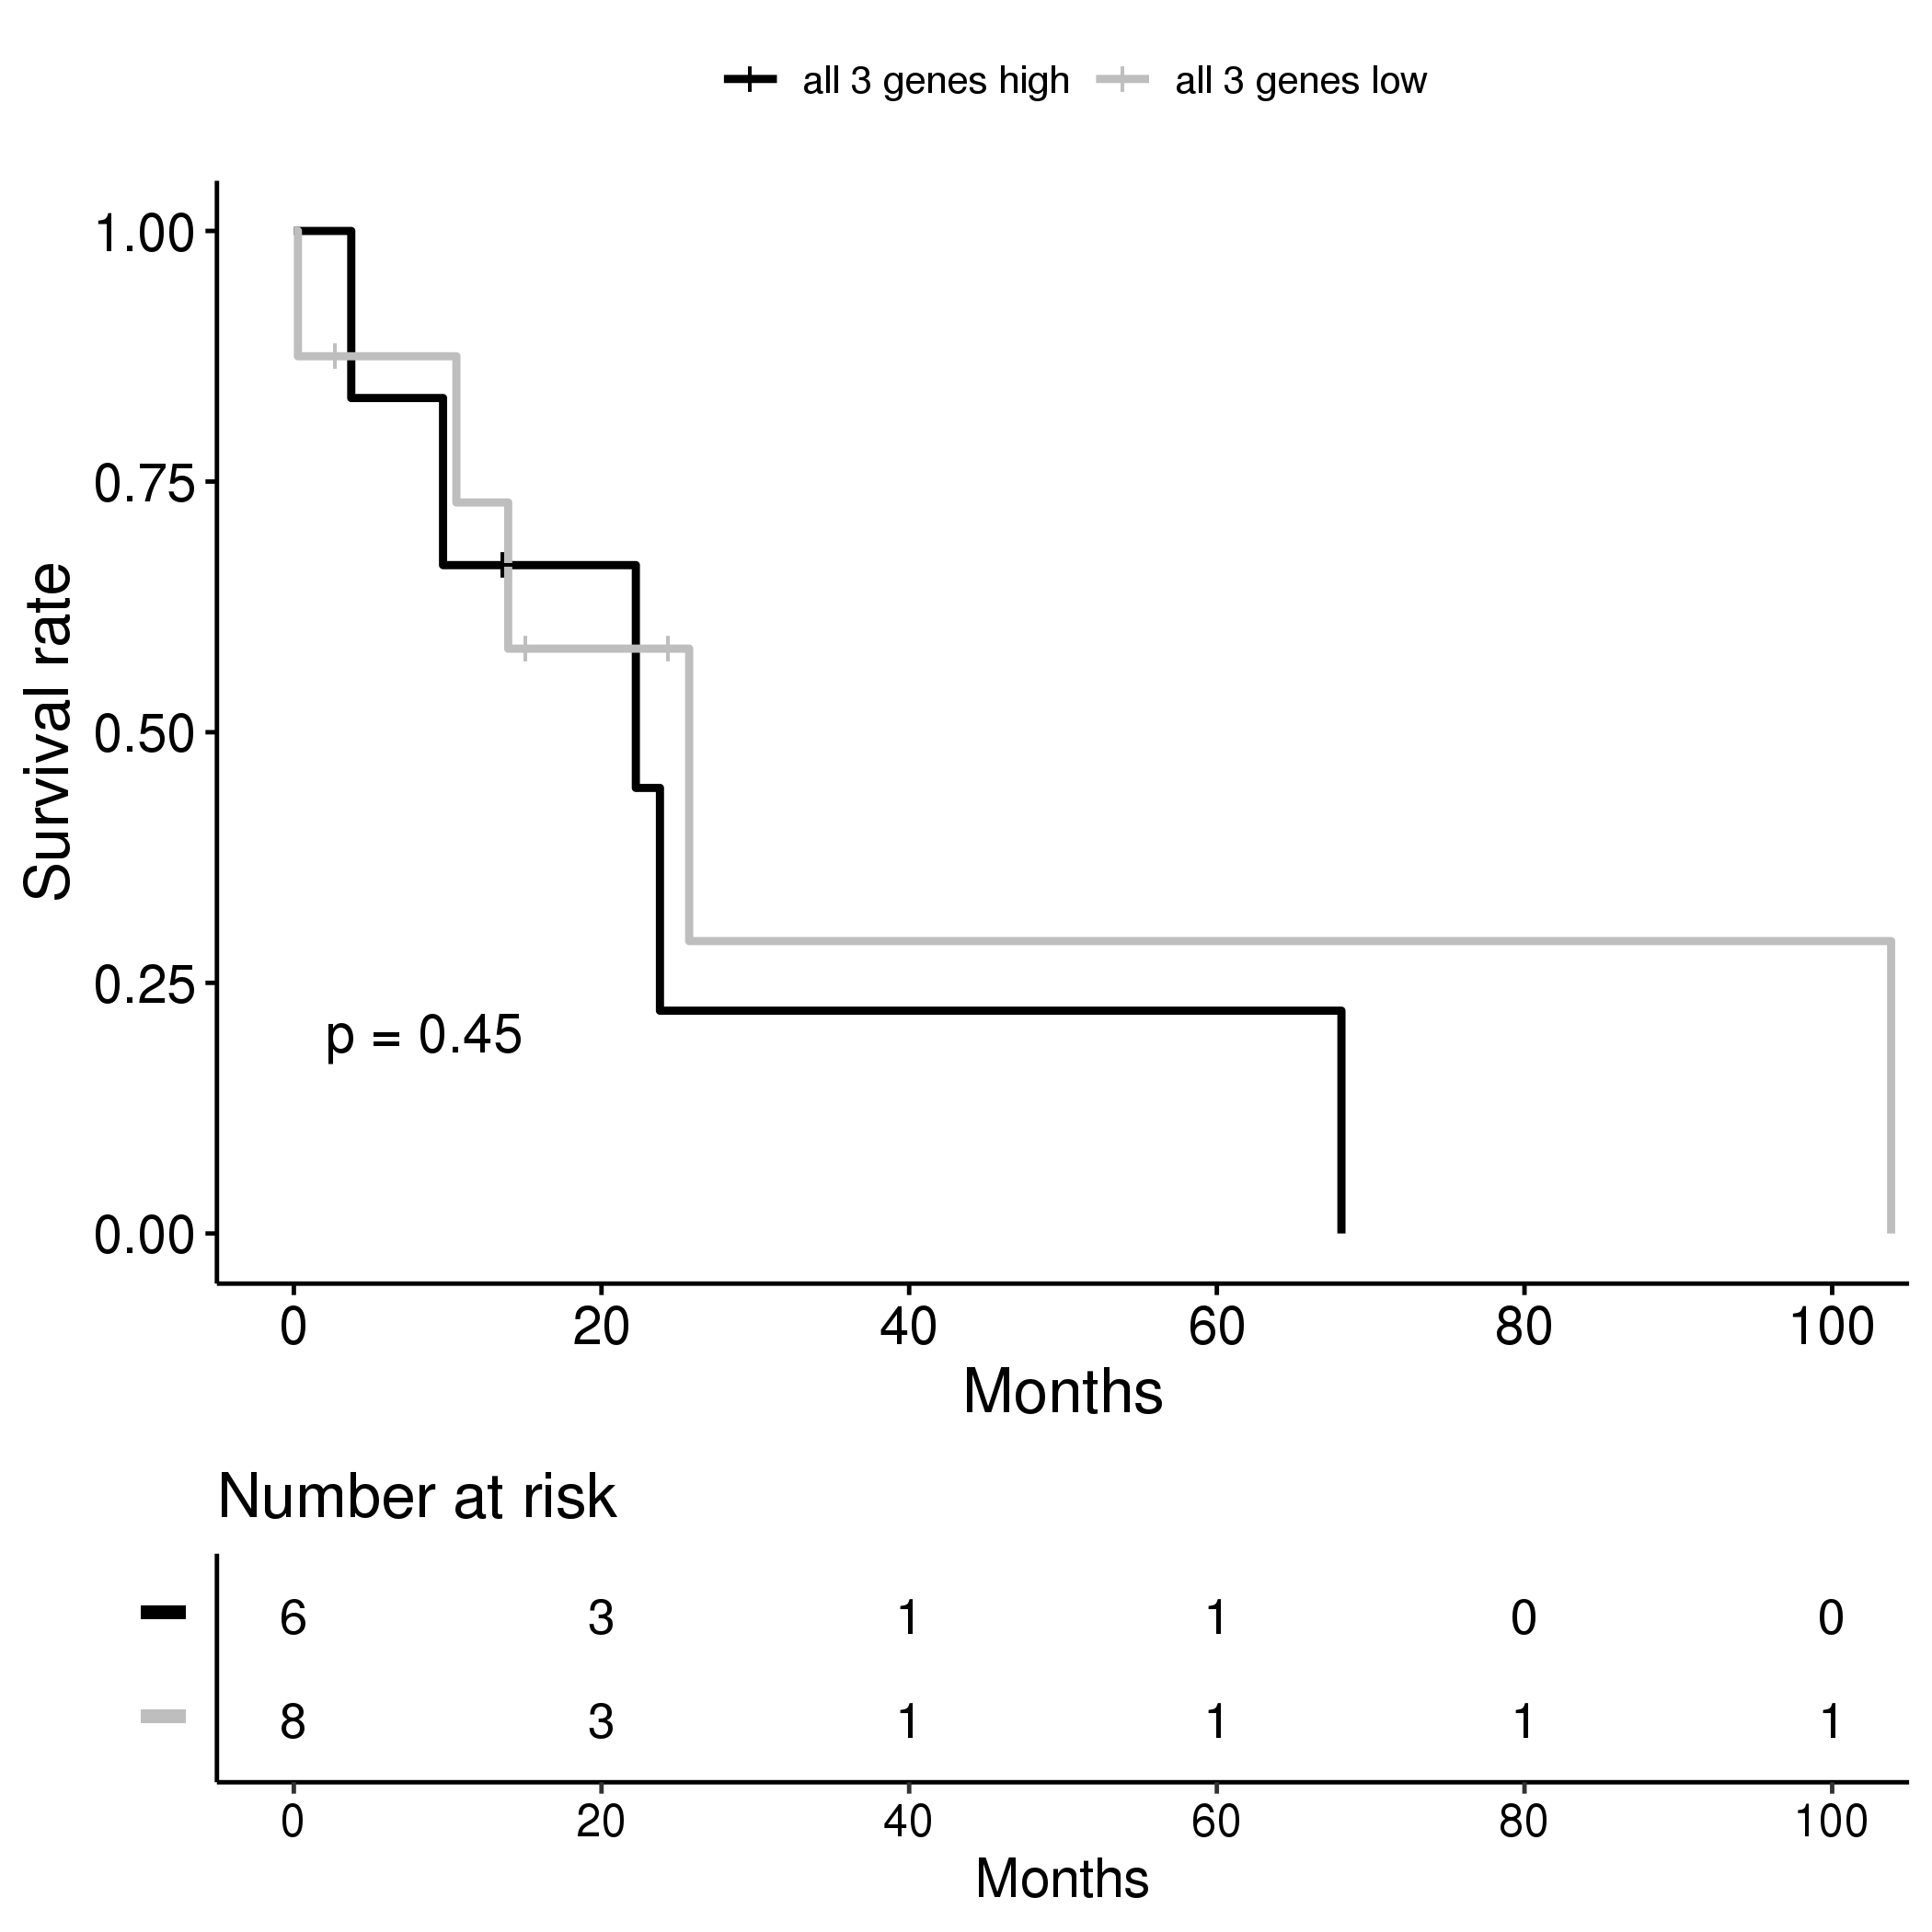 all 3 genes high all 3 genes low
1.00
0.75
0.50
0.25
0.00
Survival rate
p = 0.45
0 20 40 60 80 100
Months
Number at risk
6 3 1 1 0 0
8 3 1 1 1 1
0 20 40 60 80 100
Months